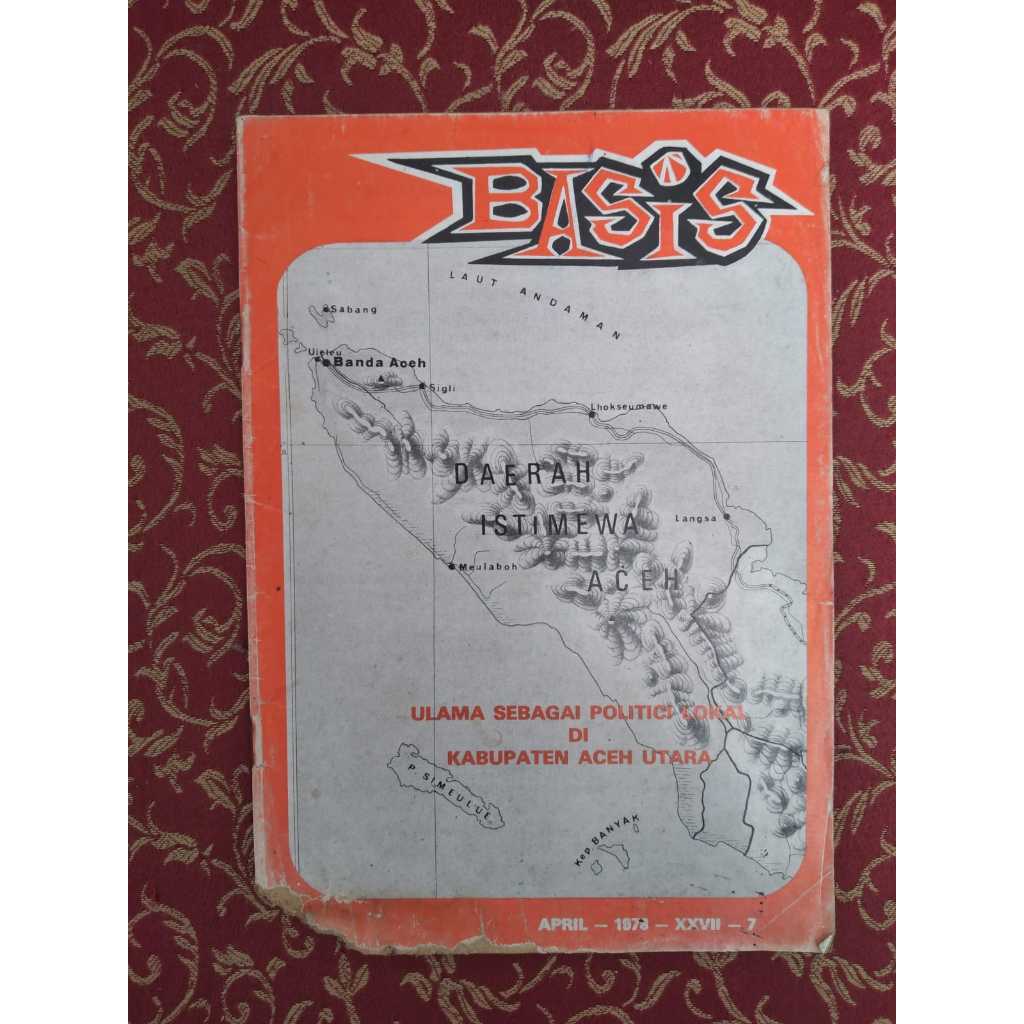 BASIS
LAUT ANDAMAN
Sabang
Banda Aceh
Sigli
Lhokseumawe
DAERAH
ISTIMEWA
Langsa
Meulaboh
ACEH
ULAMA SEBAGAI POLITICI LOKAL
DI
KABUPATEN ACEH UTARA
P. SIMEULUE
Kep. BANYAK
APRIL — 1978 — XXVII — 7